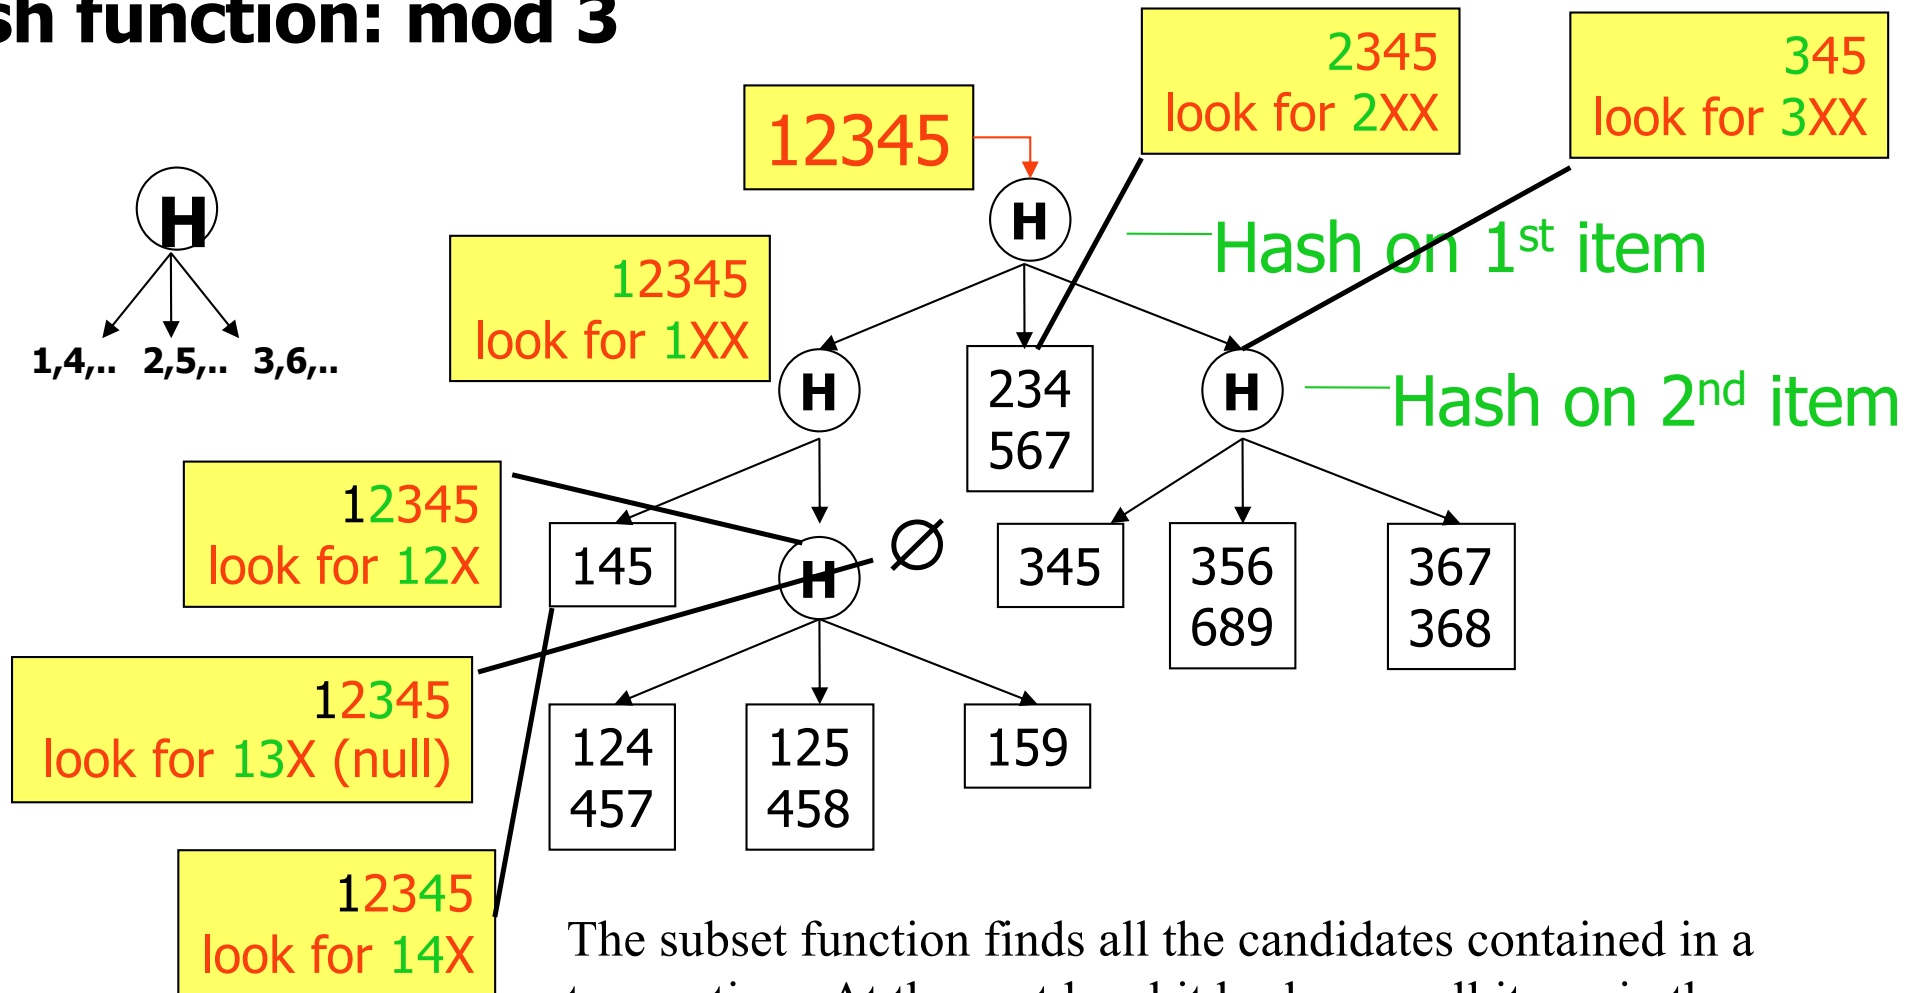 function: mod 3
2345
look for 2XX
345
look for 3XX
12345
H
H
Hash on 1st item
12345
look for 1XX
1,4,.. 2,5,.. 3,6,..
H
234
567
H
Hash on 2nd item
12345
look for 12X
145
H
∅
345
356
689
367
368
12345
look for 13X (null)
124
457
125
458
159
12345
look for 14X
The subset function finds all the candidates contained in a